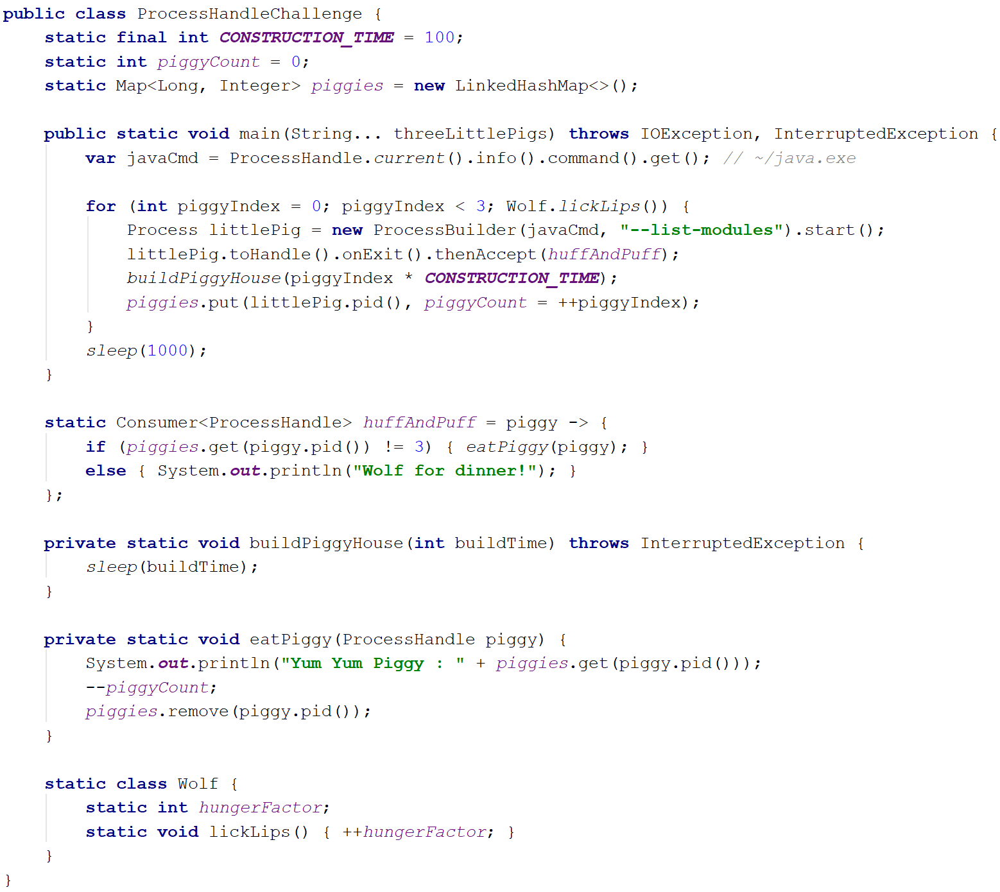 public class ProcessHandleChallenge {
    static final int CONSTRUCTION_TIME = 100;
    static int piggyCount = 0;
    static Map<Long, Integer> piggies = new LinkedHashMap<>();

    public static void main(String... threeLittlePigs) throws IOException, InterruptedException {
        var javaCmd = ProcessHandle.current().info().command().get(); // ~/java.exe

        for (int piggyIndex = 0; piggyIndex < 3; Wolf.lickLips()) {
            Process littlePig = new ProcessBuilder(javaCmd, "--list-modules").start();
            littlePig.toHandle().onExit().thenAccept(huffAndPuff);
            buildPiggyHouse(piggyIndex * CONSTRUCTION_TIME);
            piggies.put(littlePig.pid(), piggyCount = ++piggyIndex);
        }
        sleep(1000);
    }

    static Consumer<ProcessHandle> huffAndPuff = piggy -> {
        if (piggies.get(piggy.pid()) != 3) { eatPiggy(piggy); }
        else { System.out.println("Wolf for dinner!"); }
    };

    private static void buildPiggyHouse(int buildTime) throws InterruptedException {
        sleep(buildTime);
    }

    private static void eatPiggy(ProcessHandle piggy) {
        System.out.println("Yum Yum Piggy : " + piggies.get(piggy.pid()));
        --piggyCount;
        piggies.remove(piggy.pid());
    }

    static class Wolf {
        static int hungerFactor;
        static void lickLips() { ++hungerFactor; }
    }
}